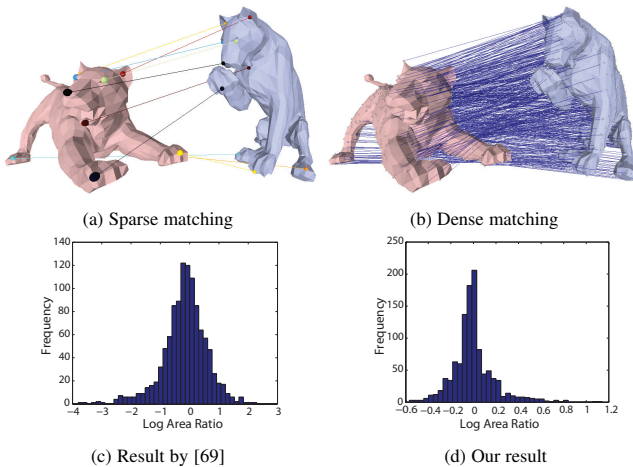 (a) Sparse matching
(b) Dense matching
140
120
100
80
60
40
20
0
Frequency
−4 −3 −2 −1 0 1 2 3
Log Area Ratio
250
200
150
100
50
0
Frequency
−0.6 −0.4 −0.2 0 0.2 0.4 0.6 0.8 1 1.2
Log Area Ratio
(c) Result by [69]
(d) Our result